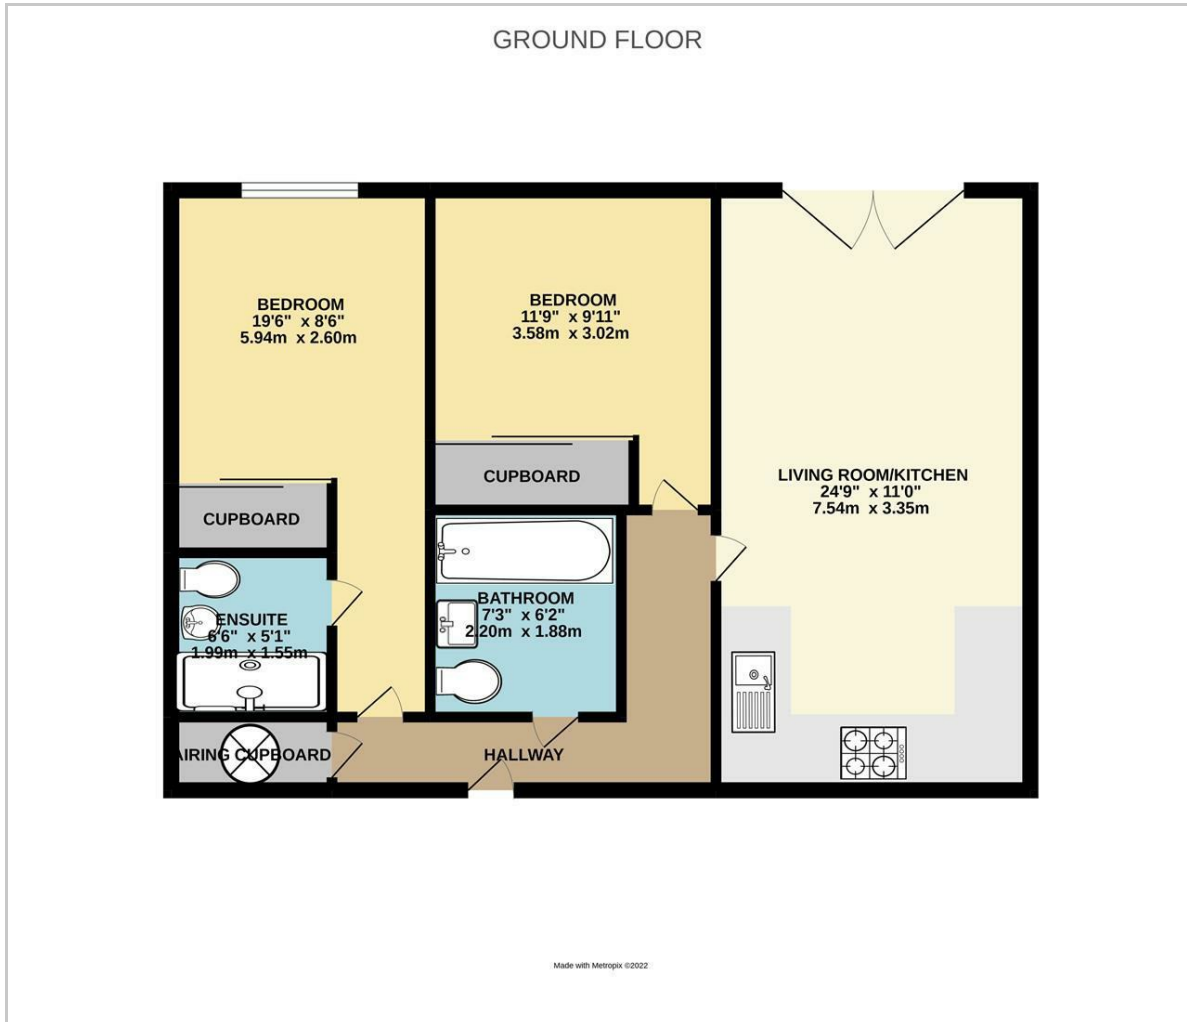 GROUND FLOOR
BEDROOM
19'6" x 8'6"
5.94m x 2.60m
BEDROOM
11'9" x 9'11"
3.58m x 3.02m
LIVING ROOM/KITCHEN
24'9" x 11'0"
7.54m x 3.35m
CUPBOARD
CUPBOARD
ENSUITE
6'6" x 5'1"
1.99m x 1.55m
BATHROOM
7'3" x 6'2"
2.20m x 1.88m
AIRING CUPBOARD
HALLWAY
Made with Metropix ©2022